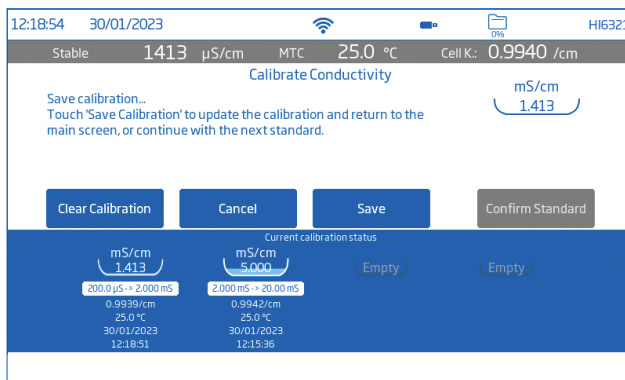 12:18:54 30/01/2023 0% HI6321
Stable 1413 µS/cm MTC 25.0 °C Cell K.: 0.9940 /cm
Calibrate Conductivity
Save calibration...
Touch 'Save Calibration' to update the calibration and return to the
main screen, or continue with the next standard.
mS/cm
1.413
Clear Calibration Cancel Save Confirm Standard
Current calibration status
mS/cm mS/cm
1.413 5.000 Empty Empty
200.0 µS -> 2.000 mS 2.000 mS -> 20.00 mS
0.9939/cm 0.9942/cm
25.0 °C 25.0 °C
30/01/2023 30/01/2023
12:18:51 12:15:36